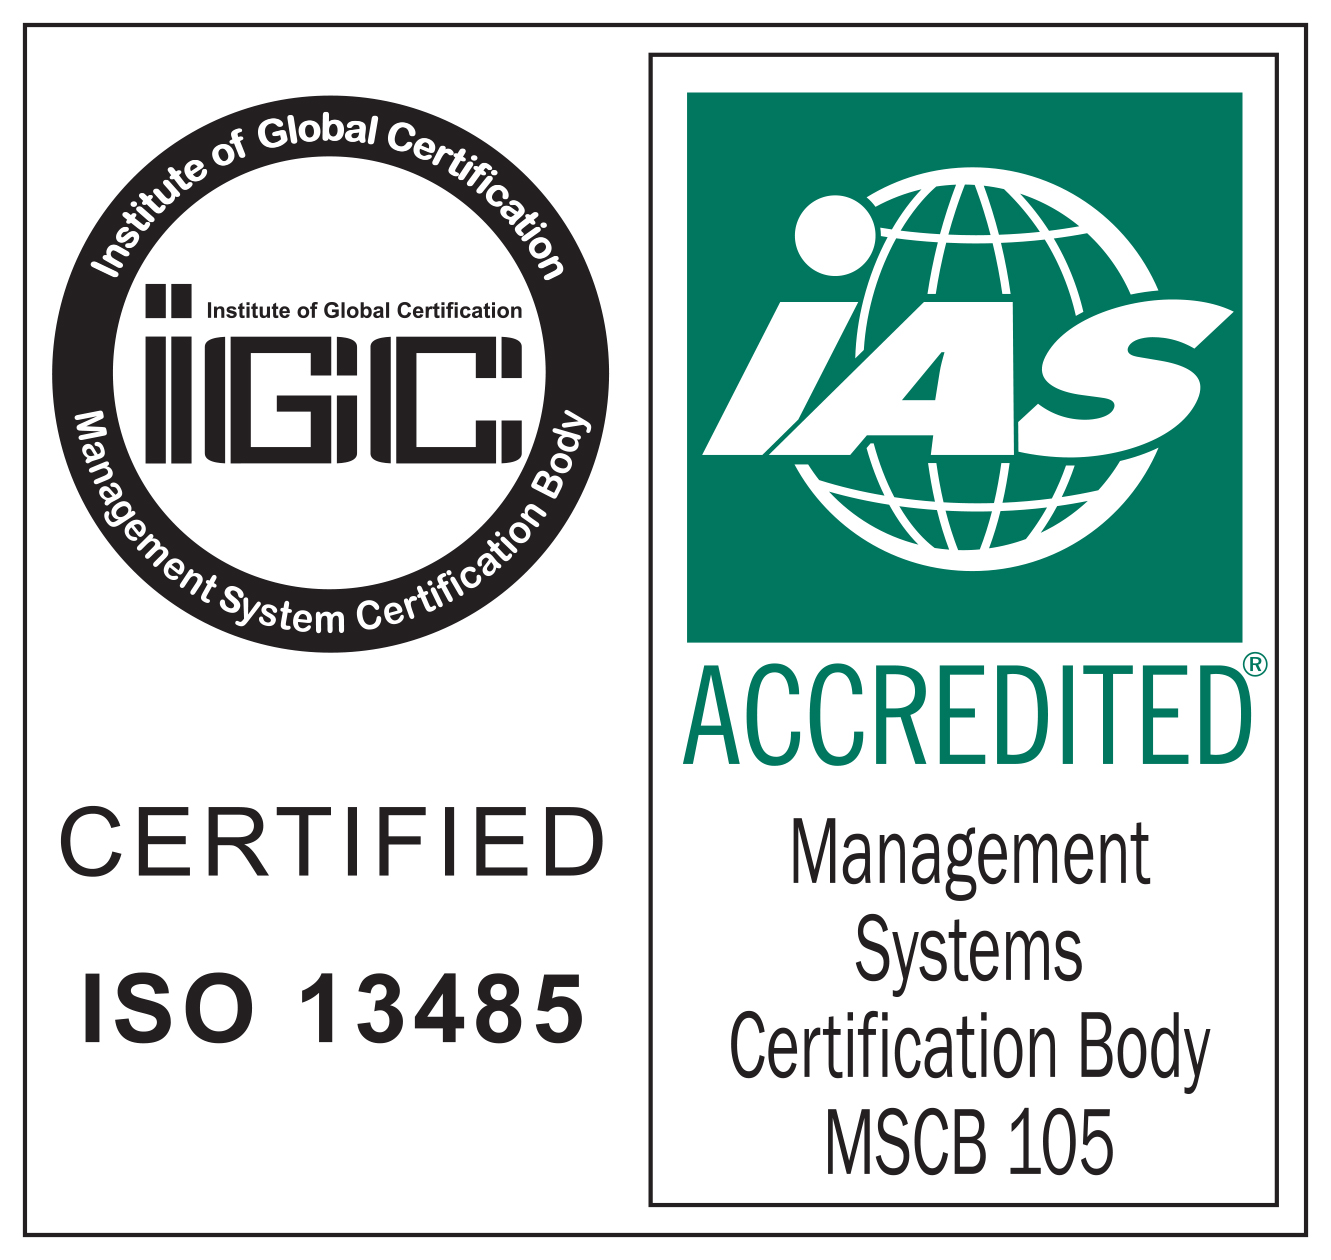 Institute of Global Certification
Institute of Global Certification
iGC
Management System Certification Body
CERTIFIED
ISO 13485
iAS
ACCREDITED®
Management
Systems
Certification Body
MSCB 105